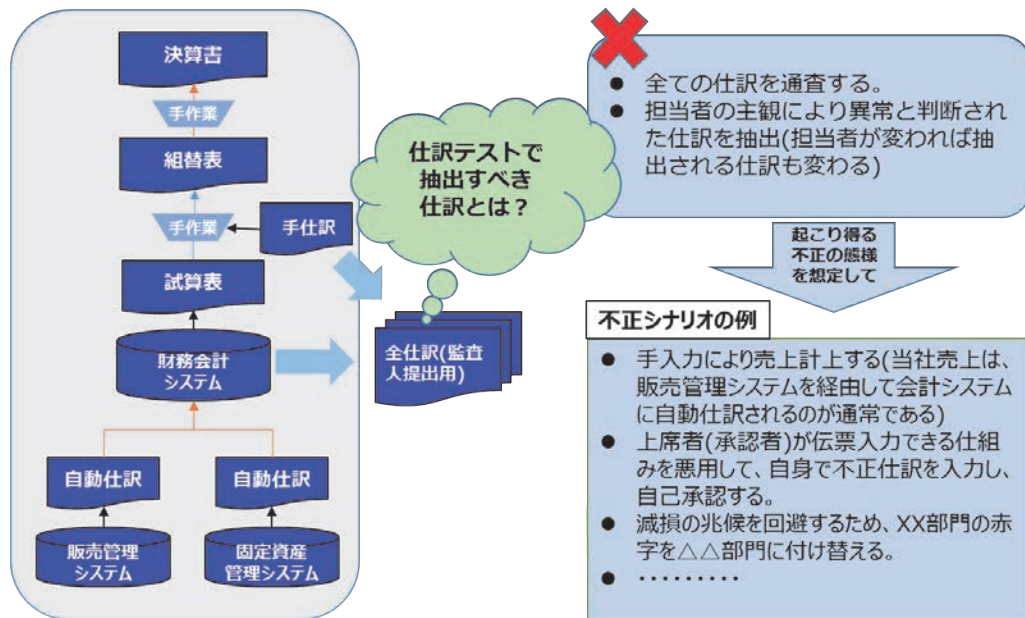 決算書
手作業
組替表
手作業
手仕訳
試算表
財務会計
システム
自動仕訳
自動仕訳
販売管理
システム
固定資産
管理システム
仕訳テストで
抽出すべき
仕訳とは？
全仕訳(監査
人提出用)
● 全ての仕訳を通査する。
● 担当者の主観により異常と判断され
た仕訳を抽出(担当者が変われば抽
出される仕訳も変わる)
起こり得る
不正の態様
を想定して
不正シナリオの例
● 手入力により売上計上する(当社売上は、
販売管理システムを経由して会計システム
に自動仕訳されるのが通常である)
● 上席者(承認者)が伝票入力できる仕組
みを悪用して、自身で不正仕訳を入力し、
自己承認する。
● 減損の兆候を回避するため、XX部門の赤
字を△△部門に付け替える。
● ・・・・・・・・・